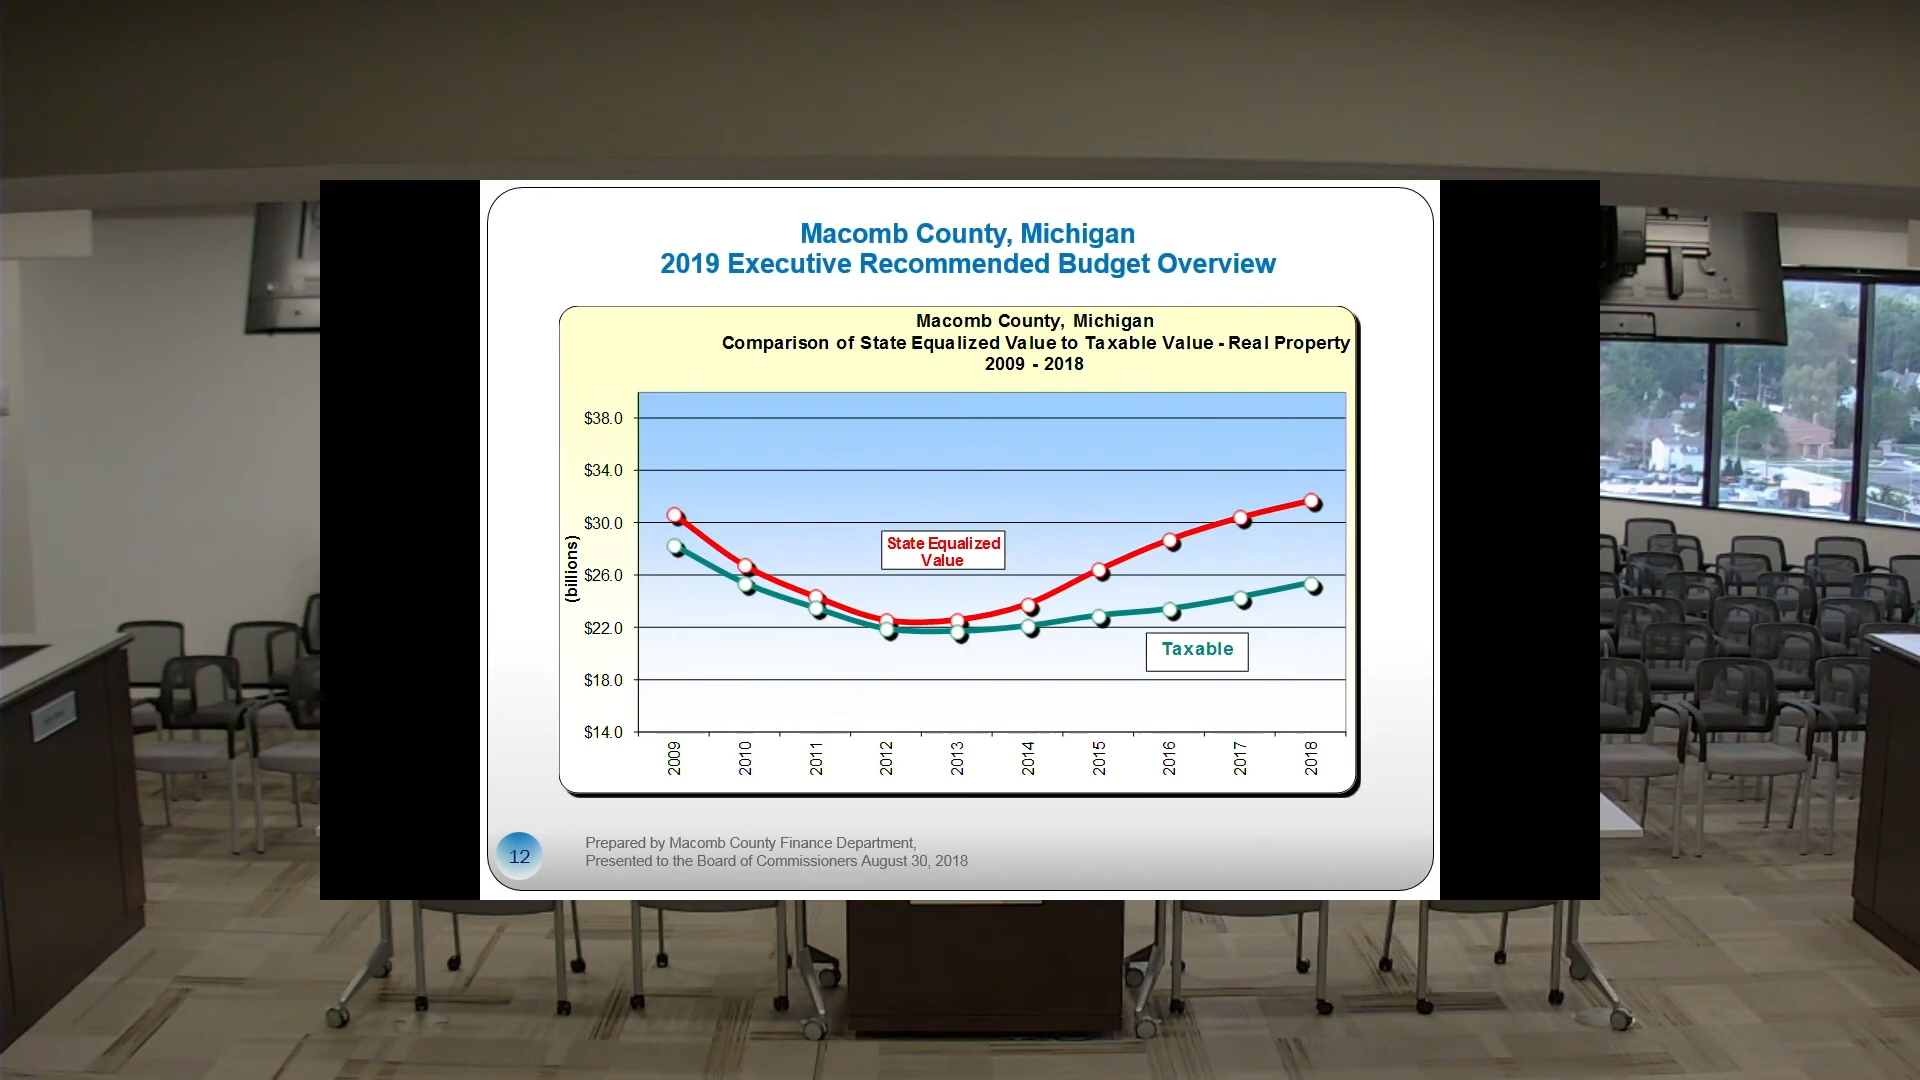 Macomb County, Michigan
2019 Executive Recommended Budget Overview
Macomb County, Michigan
Comparison of State Equalized Value to Taxable Value - Real Property
2009 - 2018
(billions)
$38.0
$34.0
$30.0
$26.0
$22.0
$18.0
$14.0
State Equalized
Value
Taxable
2009
2010
2011
2012
2013
2014
2015
2016
2017
2018
12
Prepared by Macomb County Finance Department,
Presented to the Board of Commissioners August 30, 2018